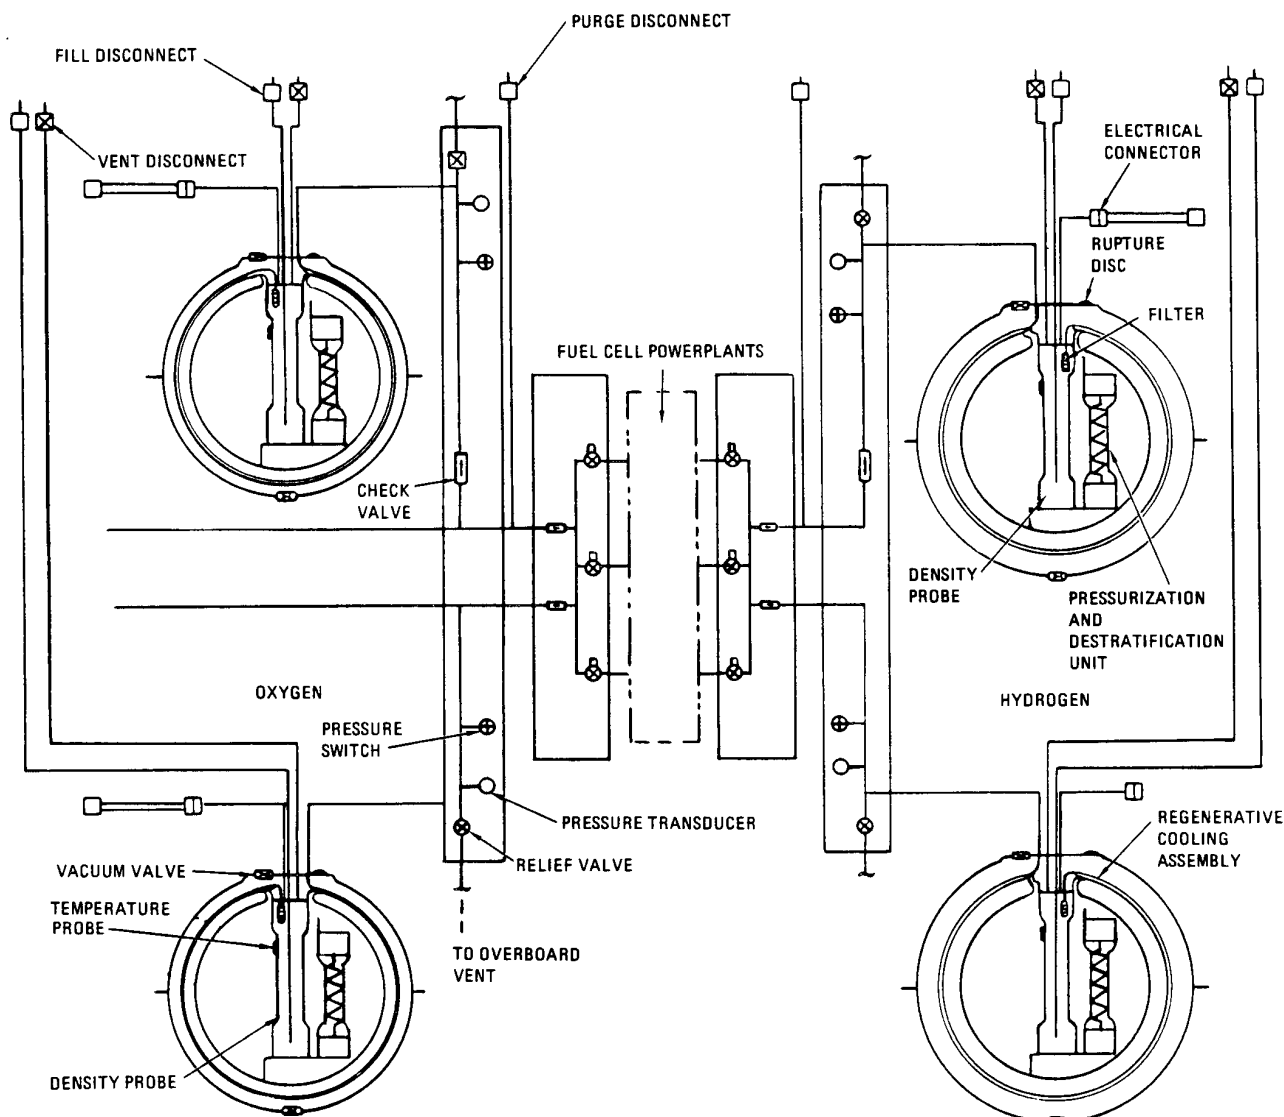 PURGE DISCONNECT
FILL DISCONNECT
VENT DISCONNECT
ELECTRICAL
CONNECTOR
RUPTURE
DISC
FILTER
FUEL CELL POWERPLANTS
CHECK
VALVE
DENSITY
PROBE
PRESSURIZATION
AND
DESTRATIFICATION
UNIT
OXYGEN
HYDROGEN
PRESSURE
SWITCH
PRESSURE TRANSDUCER
RELIEF VALVE
REGENERATIVE
COOLING
ASSEMBLY
VACUUM VALVE
TEMPERATURE
PROBE
TO OVERBOARD
VENT
DENSITY PROBE